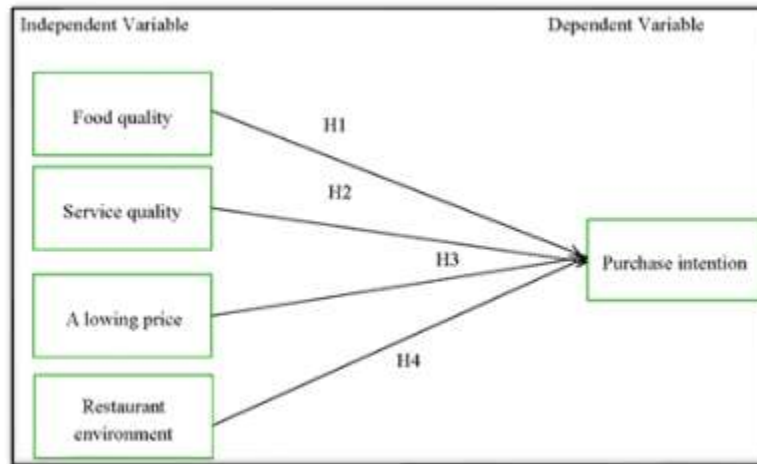 Independent Variable
Dependent Variable
Food quality
H1
Service quality
H2
H3
Purchase intention
A lowing price
H4
Restaurant
environment